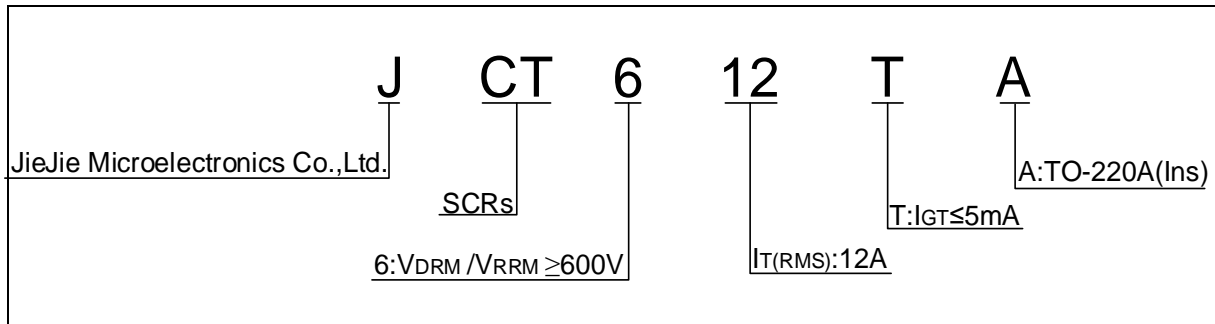 J CT 6 12 T A
JieJie Microelectronics Co.,Ltd.
A:TO-220A(Ins)
SCRs
T:IGT≤5mA
6:VDRM /VRRM ≥600V
IT(RMS):12A